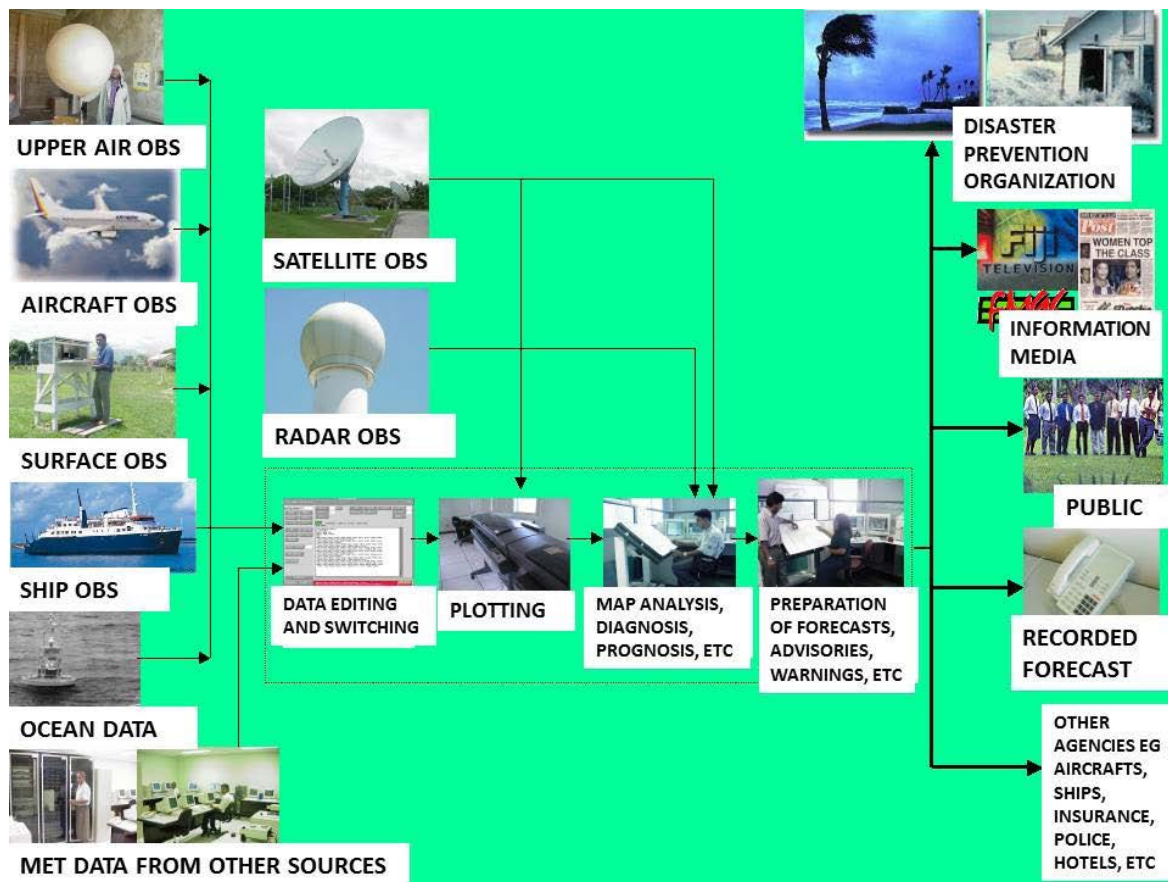 UPPER AIR OBS
AIRCRAFT OBS
SURFACE OBS
SHIP OBS
OCEAN DATA
MET DATA FROM OTHER SOURCES
SATELLITE OBS
RADAR OBS
DATA EDITING
AND SWITCHING
PLOTTING
MAP ANALYSIS,
DIAGNOSIS,
PROGNOSIS, ETC
PREPARATION
OF FORECASTS,
ADVISORIES,
WARNINGS, ETC
DISASTER
PREVENTION
ORGANIZATION
Fiji
TELEVISION
Post
WOMEN TOP
THE CLASS
INFORMATION
MEDIA
PUBLIC
RECORDED
FORECAST
OTHER
AGENCIES EG
AIRCRAFTS,
SHIPS,
INSURANCE,
POLICE,
HOTELS, ETC